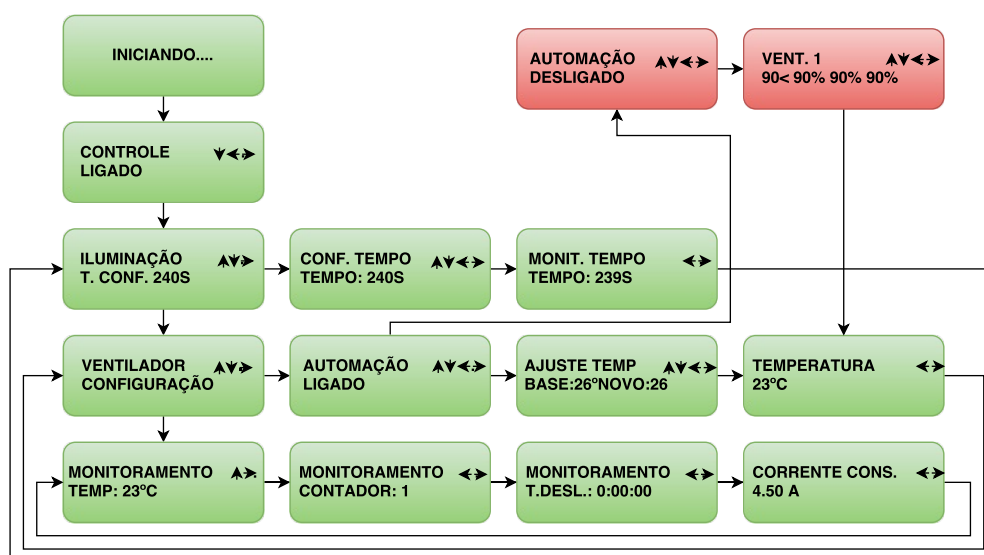 INICIANDO....
AUTOMAÇÃO
DESLIGADO
VENT. 1
90< 90% 90% 90%
CONTROLE
LIGADO
ILUMINAÇÃO
T. CONF. 240S
CONF. TEMPO
TEMPO: 240S
MONIT. TEMPO
TEMPO: 239S
VENTILADOR
CONFIGURAÇÃO
AUTOMAÇÃO
LIGADO
AJUSTE TEMP
BASE:26ºNOVO:26
TEMPERATURA
23ºC
MONITORAMENTO
TEMP: 23ºC
MONITORAMENTO
CONTADOR: 1
MONITORAMENTO
T.DESL.: 0:00:00
CORRENTE CONS.
4.50 A